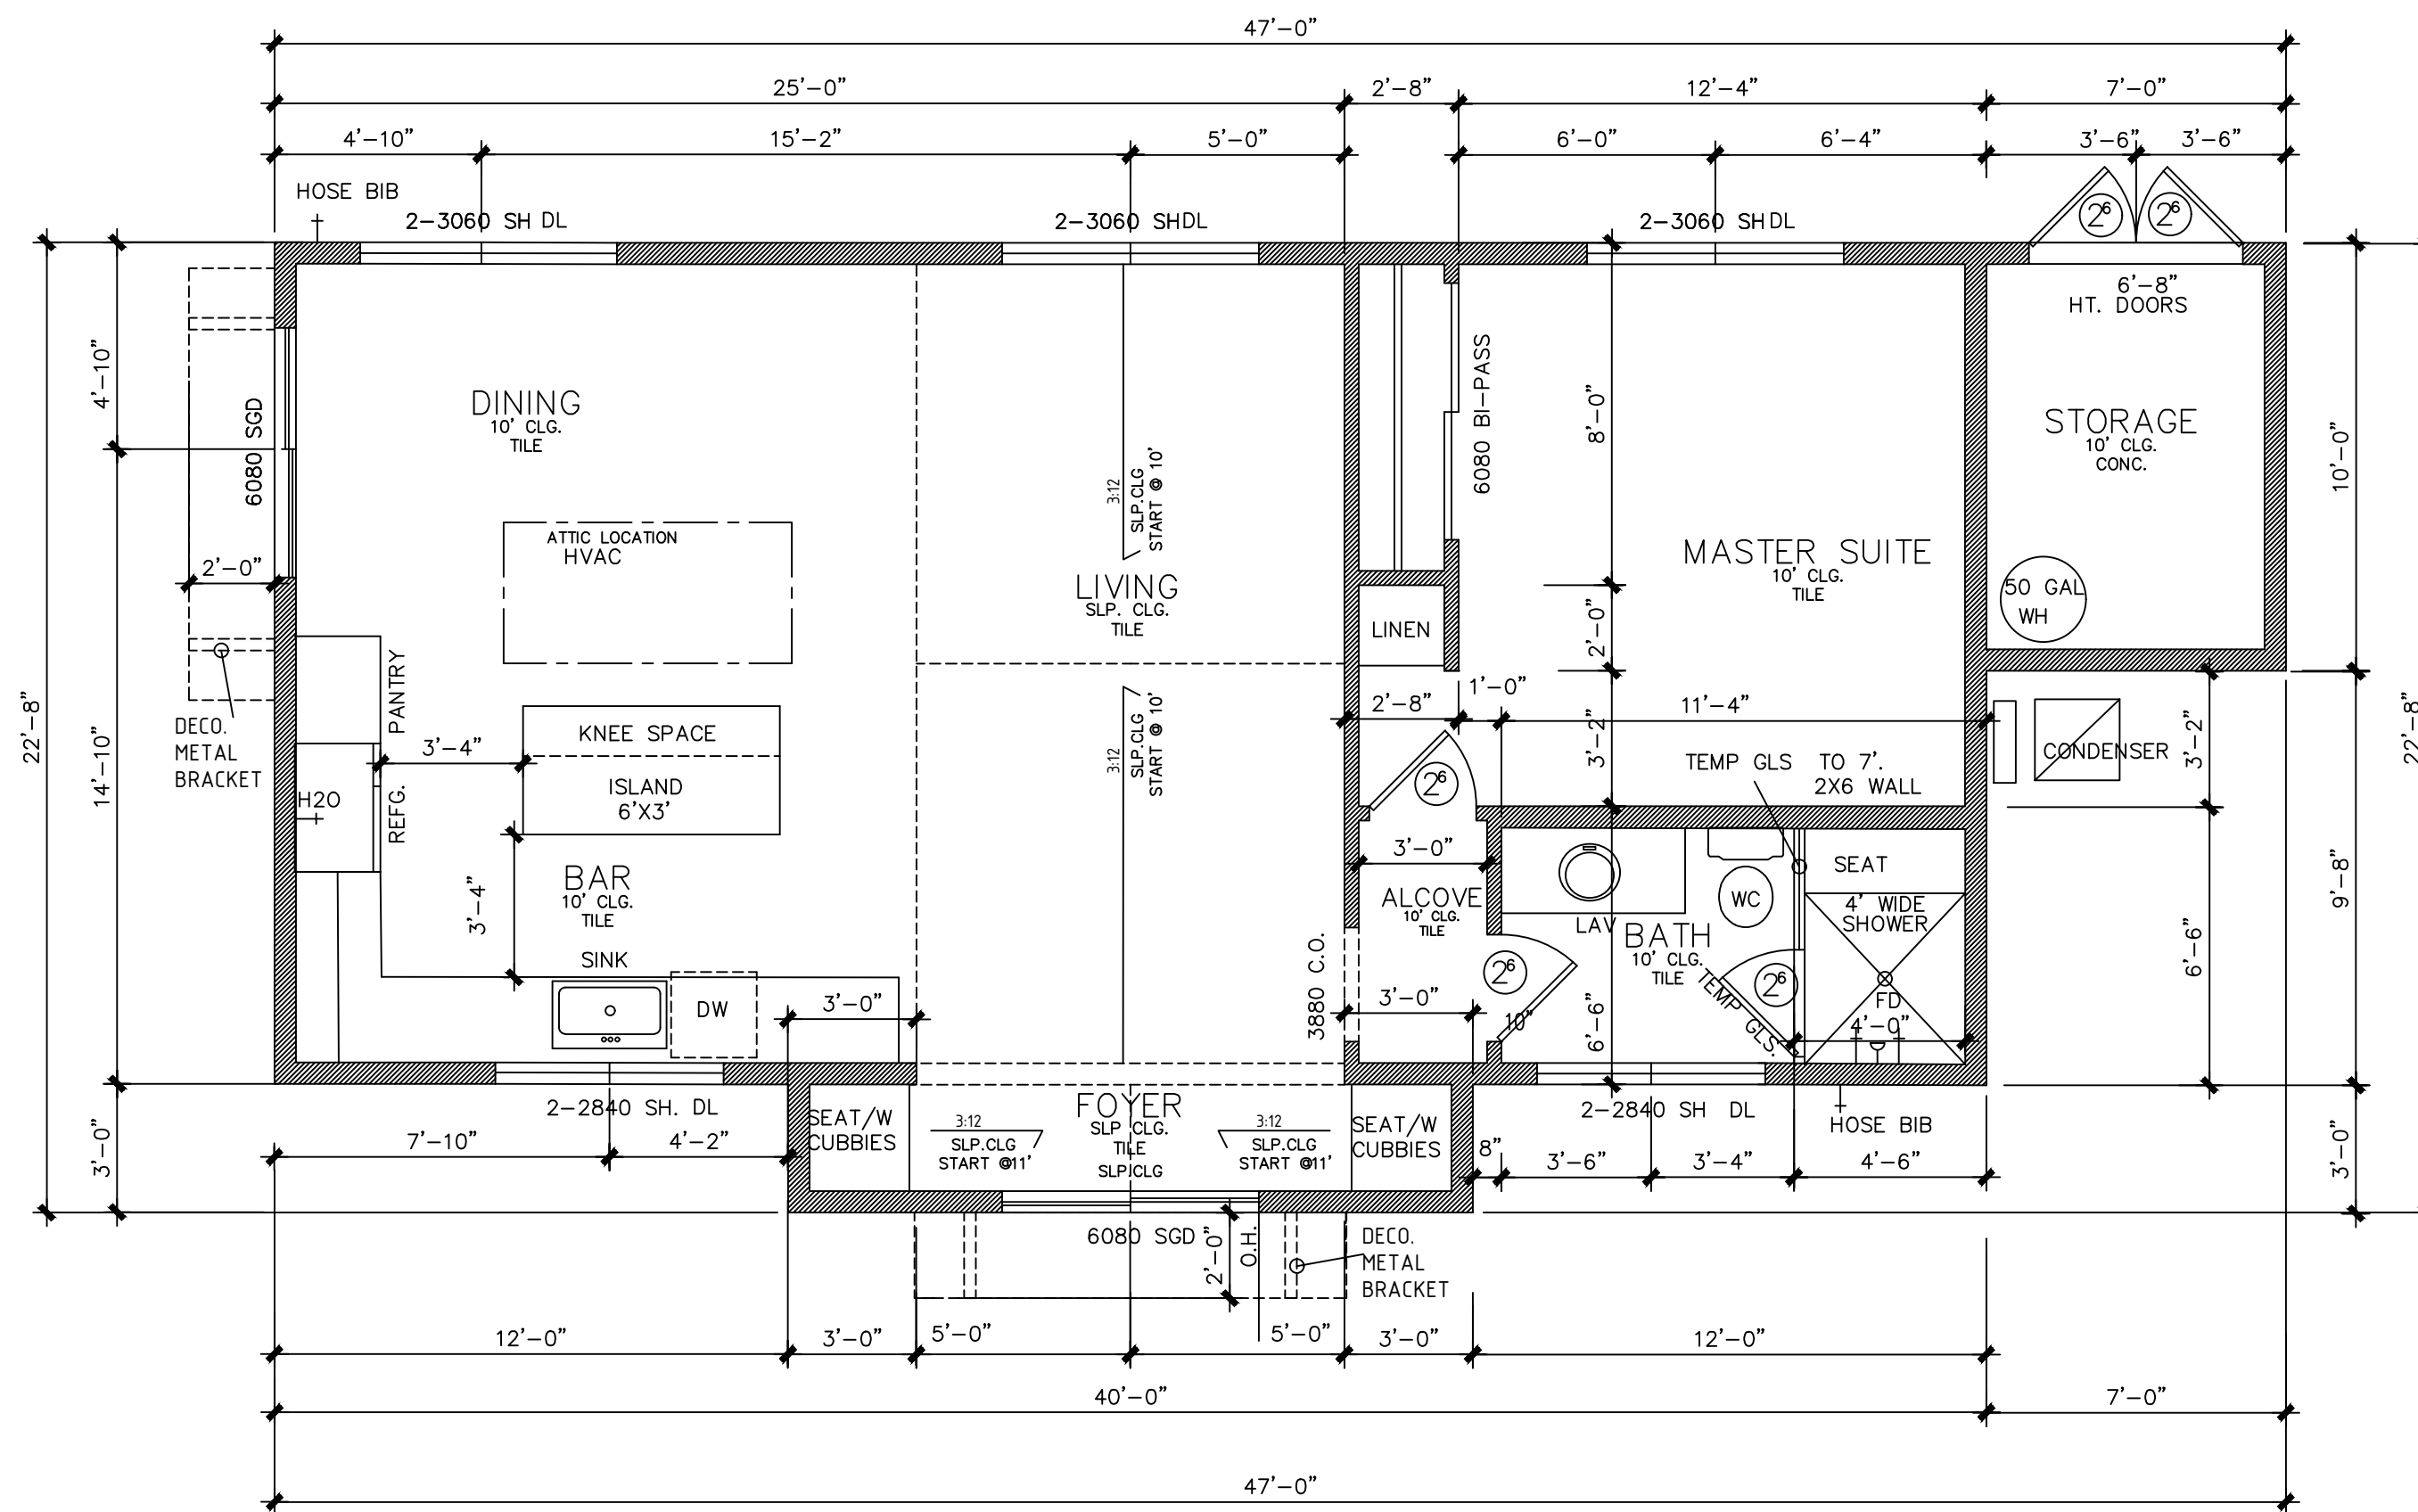 47'-0"
25'-0"
2'-8"
12'-4"
7'-0"
4'-10"
15'-2"
5'-0"
6'-0"
6'-4"
3'-6"
3'-6"
HOSE BIB
2-3060 SH DL
2-3060 SH DL
2-3060 SH DL
2⁶
2⁶
6'-8"
HT. DOORS
4'-10"
6080 SGD
DINING
10' CLG.
TILE
3:12
SLP.CLG
START @ 10'
6080 BI-PASS
8'-0"
STORAGE
10' CLG.
CONC.
10'-0"
ATTIC LOCATION
HVAC
2'-0"
LIVING
SLP. CLG.
TILE
LINEN
2'-0"
MASTER SUITE
10' CLG.
TILE
50 GAL
WH
22'-8"
14'-10"
DECO.
METAL
BRACKET
PANTRY
3'-4"
KNEE SPACE
ISLAND
6'X3'
H2O
REFG.
3:12
SLP.CLG
START @ 10'
2'-8"
1'-0"
11'-4"
3'-2"
2⁶
TEMP GLS TO 7'.
2X6 WALL
CONDENSER
3'-2"
22'-8"
BAR
10' CLG.
TILE
3'-4"
SINK
DW
3'-0"
3'-0"
ALCOVE
10' CLG.
TILE
3880 C.O.
3'-0"
2⁶
10"
LAV
WC
BATH
10' CLG.
TILE
TEMP GLS.
2⁶
SEAT
4' WIDE
SHOWER
FD
4'-0"
6'-6"
6'-6"
9'-8"
2-2840 SH. DL
7'-10"
4'-2"
3'-0"
SEAT/W
CUBBIES
3:12
SLP.CLG
START @11'
FOYER
SLP CLG.
TILE
SLP.CLG
3:12
SLP.CLG
START @11'
SEAT/W
CUBBIES
8"
2-2840 SH DL
3'-6"
3'-4"
4'-6"
HOSE BIB
3'-0"
6080 SGD
2'-0"
O.H.
DECO.
METAL
BRACKET
12'-0"
3'-0"
5'-0"
5'-0"
3'-0"
12'-0"
40'-0"
7'-0"
47'-0"